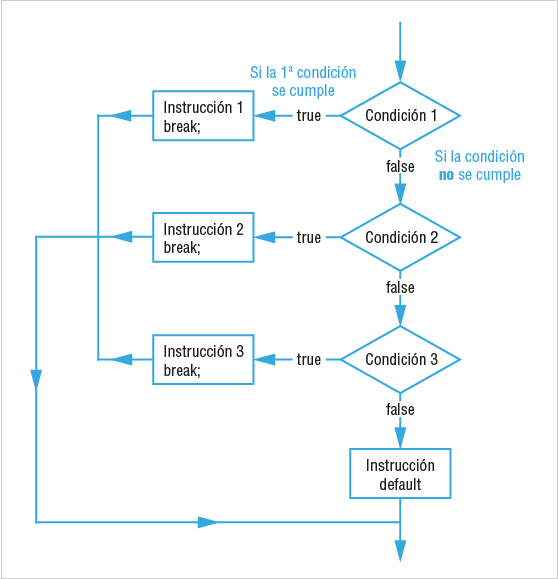 Si la 1ª condición
se cumple
Instrucción 1
break;
true
Condición 1
false
Si la condición
no se cumple
Instrucción 2
break;
true
Condición 2
false
Instrucción 3
break;
true
Condición 3
false
Instrucción
default